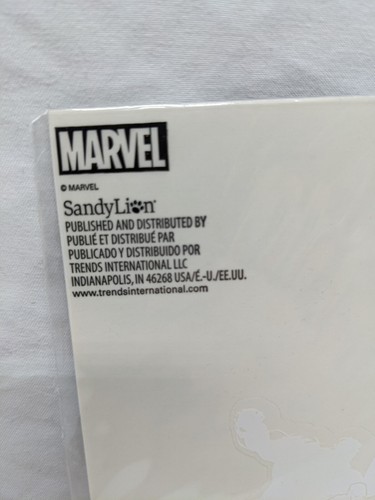 MARVEL
© MARVEL
SandyLion®
PUBLISHED AND DISTRIBUTED BY
PUBLIÉ ET DISTRIBUÉ PAR
PUBLICADO Y DISTRIBUIDO POR
TRENDS INTERNATIONAL LLC
INDIANAPOLIS, IN 46268 USA/É.-U./EE.UU.
www.trendsinternational.com